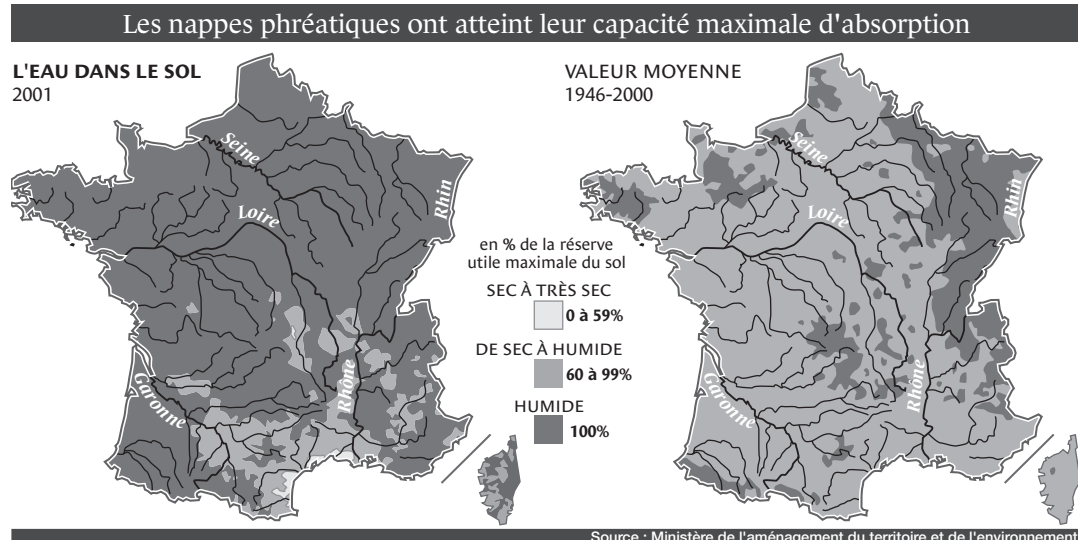 Les nappes phréatiques ont atteint leur capacité maximale d'absorption
L'EAU DANS LE SOL
2001
Seine
Loire
Rhin
Garonne
Rhône
en % de la réserve
utile maximale du sol
SEC À TRÈS SEC
0 à 59%
DE SEC À HUMIDE
60 à 99%
HUMIDE
100%
VALEUR MOYENNE
1946-2000
Seine
Loire
Rhin
Garonne
Rhône
Source : Ministère de l'aménagement du territoire et de l'environnement